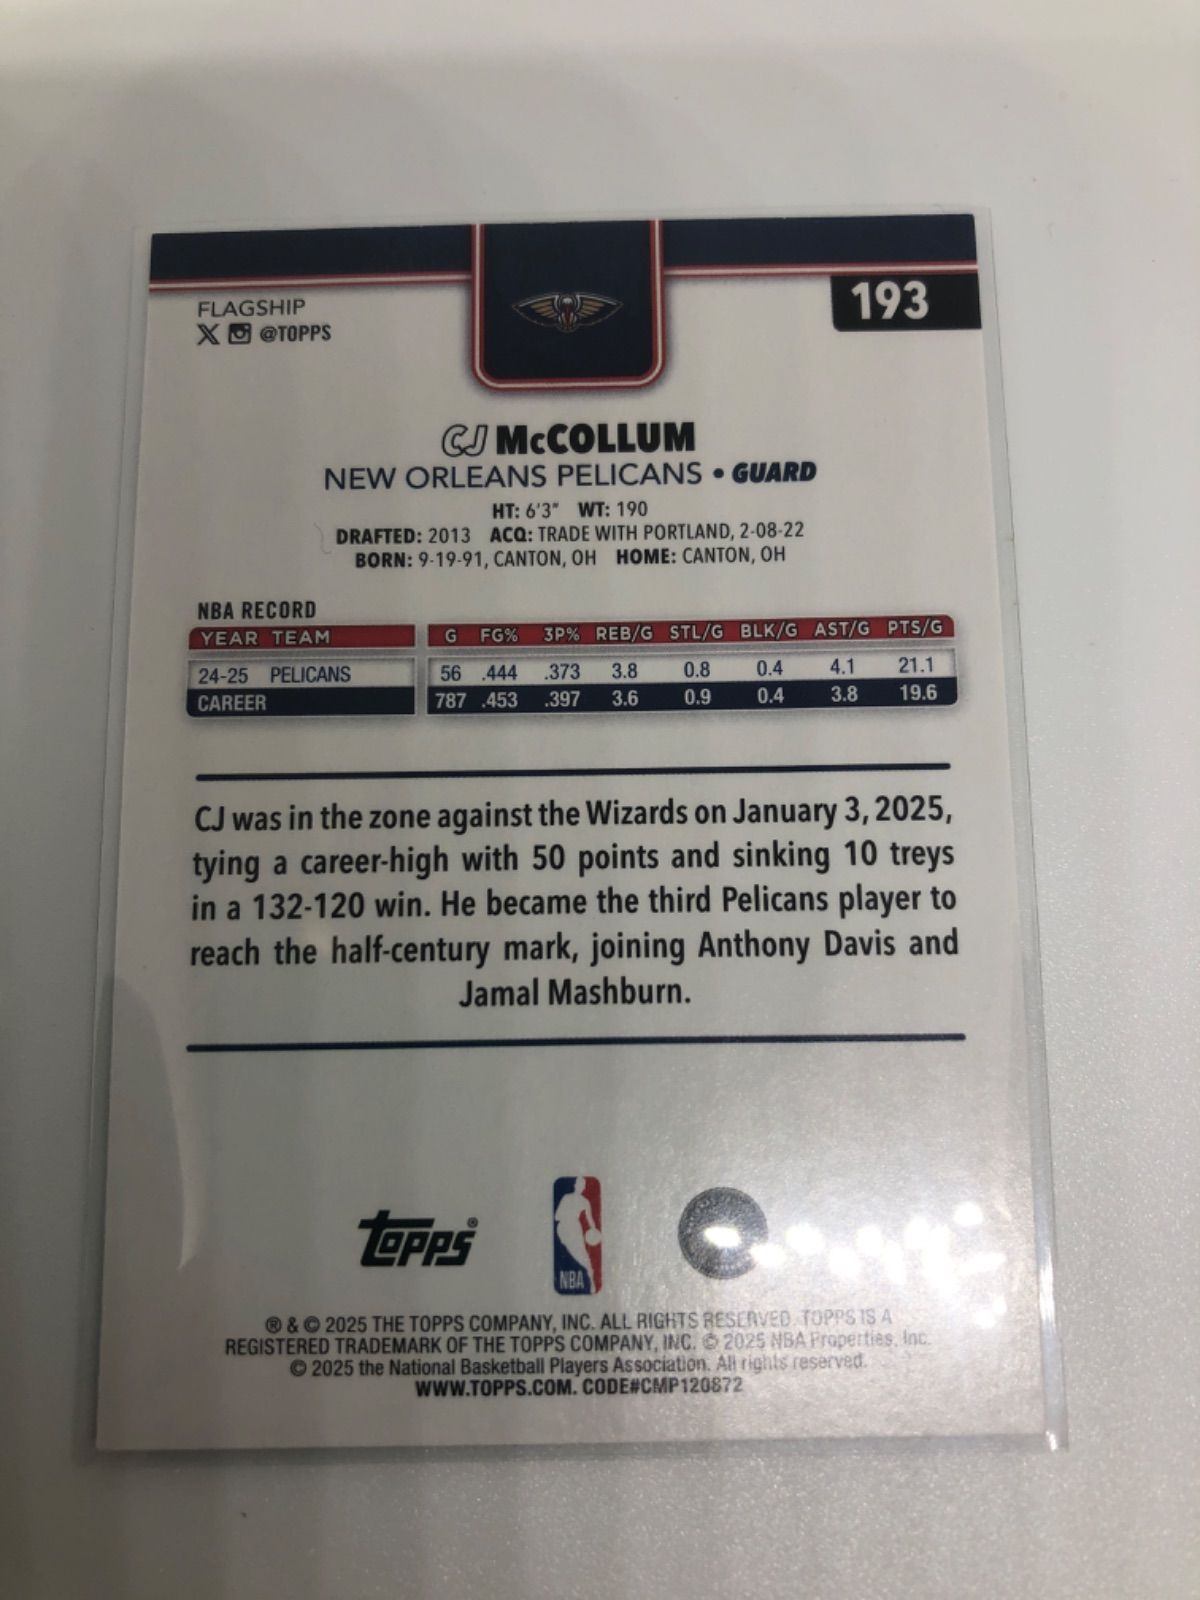 FLAGSHIP
193
X @TOPPS
CJ McCOLLUM
NEW ORLEANS PELICANS • GUARD
HT: 6'3" WT: 190
DRAFTED: 2013 ACQ: TRADE WITH PORTLAND, 2-08-22
BORN: 9-19-91, CANTON, OH HOME: CANTON, OH
NBA RECORD
YEAR TEAM G FG% 3P% REB/G STL/G BLK/G AST/G PTS/G
24-25 PELICANS 56 .444 .373 3.8 0.8 0.4 4.1 21.1
CAREER 787 .453 .397 3.6 0.9 0.4 3.8 19.6
CJ was in the zone against the Wizards on January 3, 2025,
tying a career-high with 50 points and sinking 10 treys
in a 132-120 win. He became the third Pelicans player to
reach the half-century mark, joining Anthony Davis and
Jamal Mashburn.
topps®
NBA
® & © 2025 THE TOPPS COMPANY, INC. ALL RIGHTS RESERVED. TOPPS IS A
REGISTERED TRADEMARK OF THE TOPPS COMPANY, INC. © 2025 NBA Properties, Inc.
© 2025 the National Basketball Players Association. All rights reserved.
WWW.TOPPS.COM. CODE#CMP120872